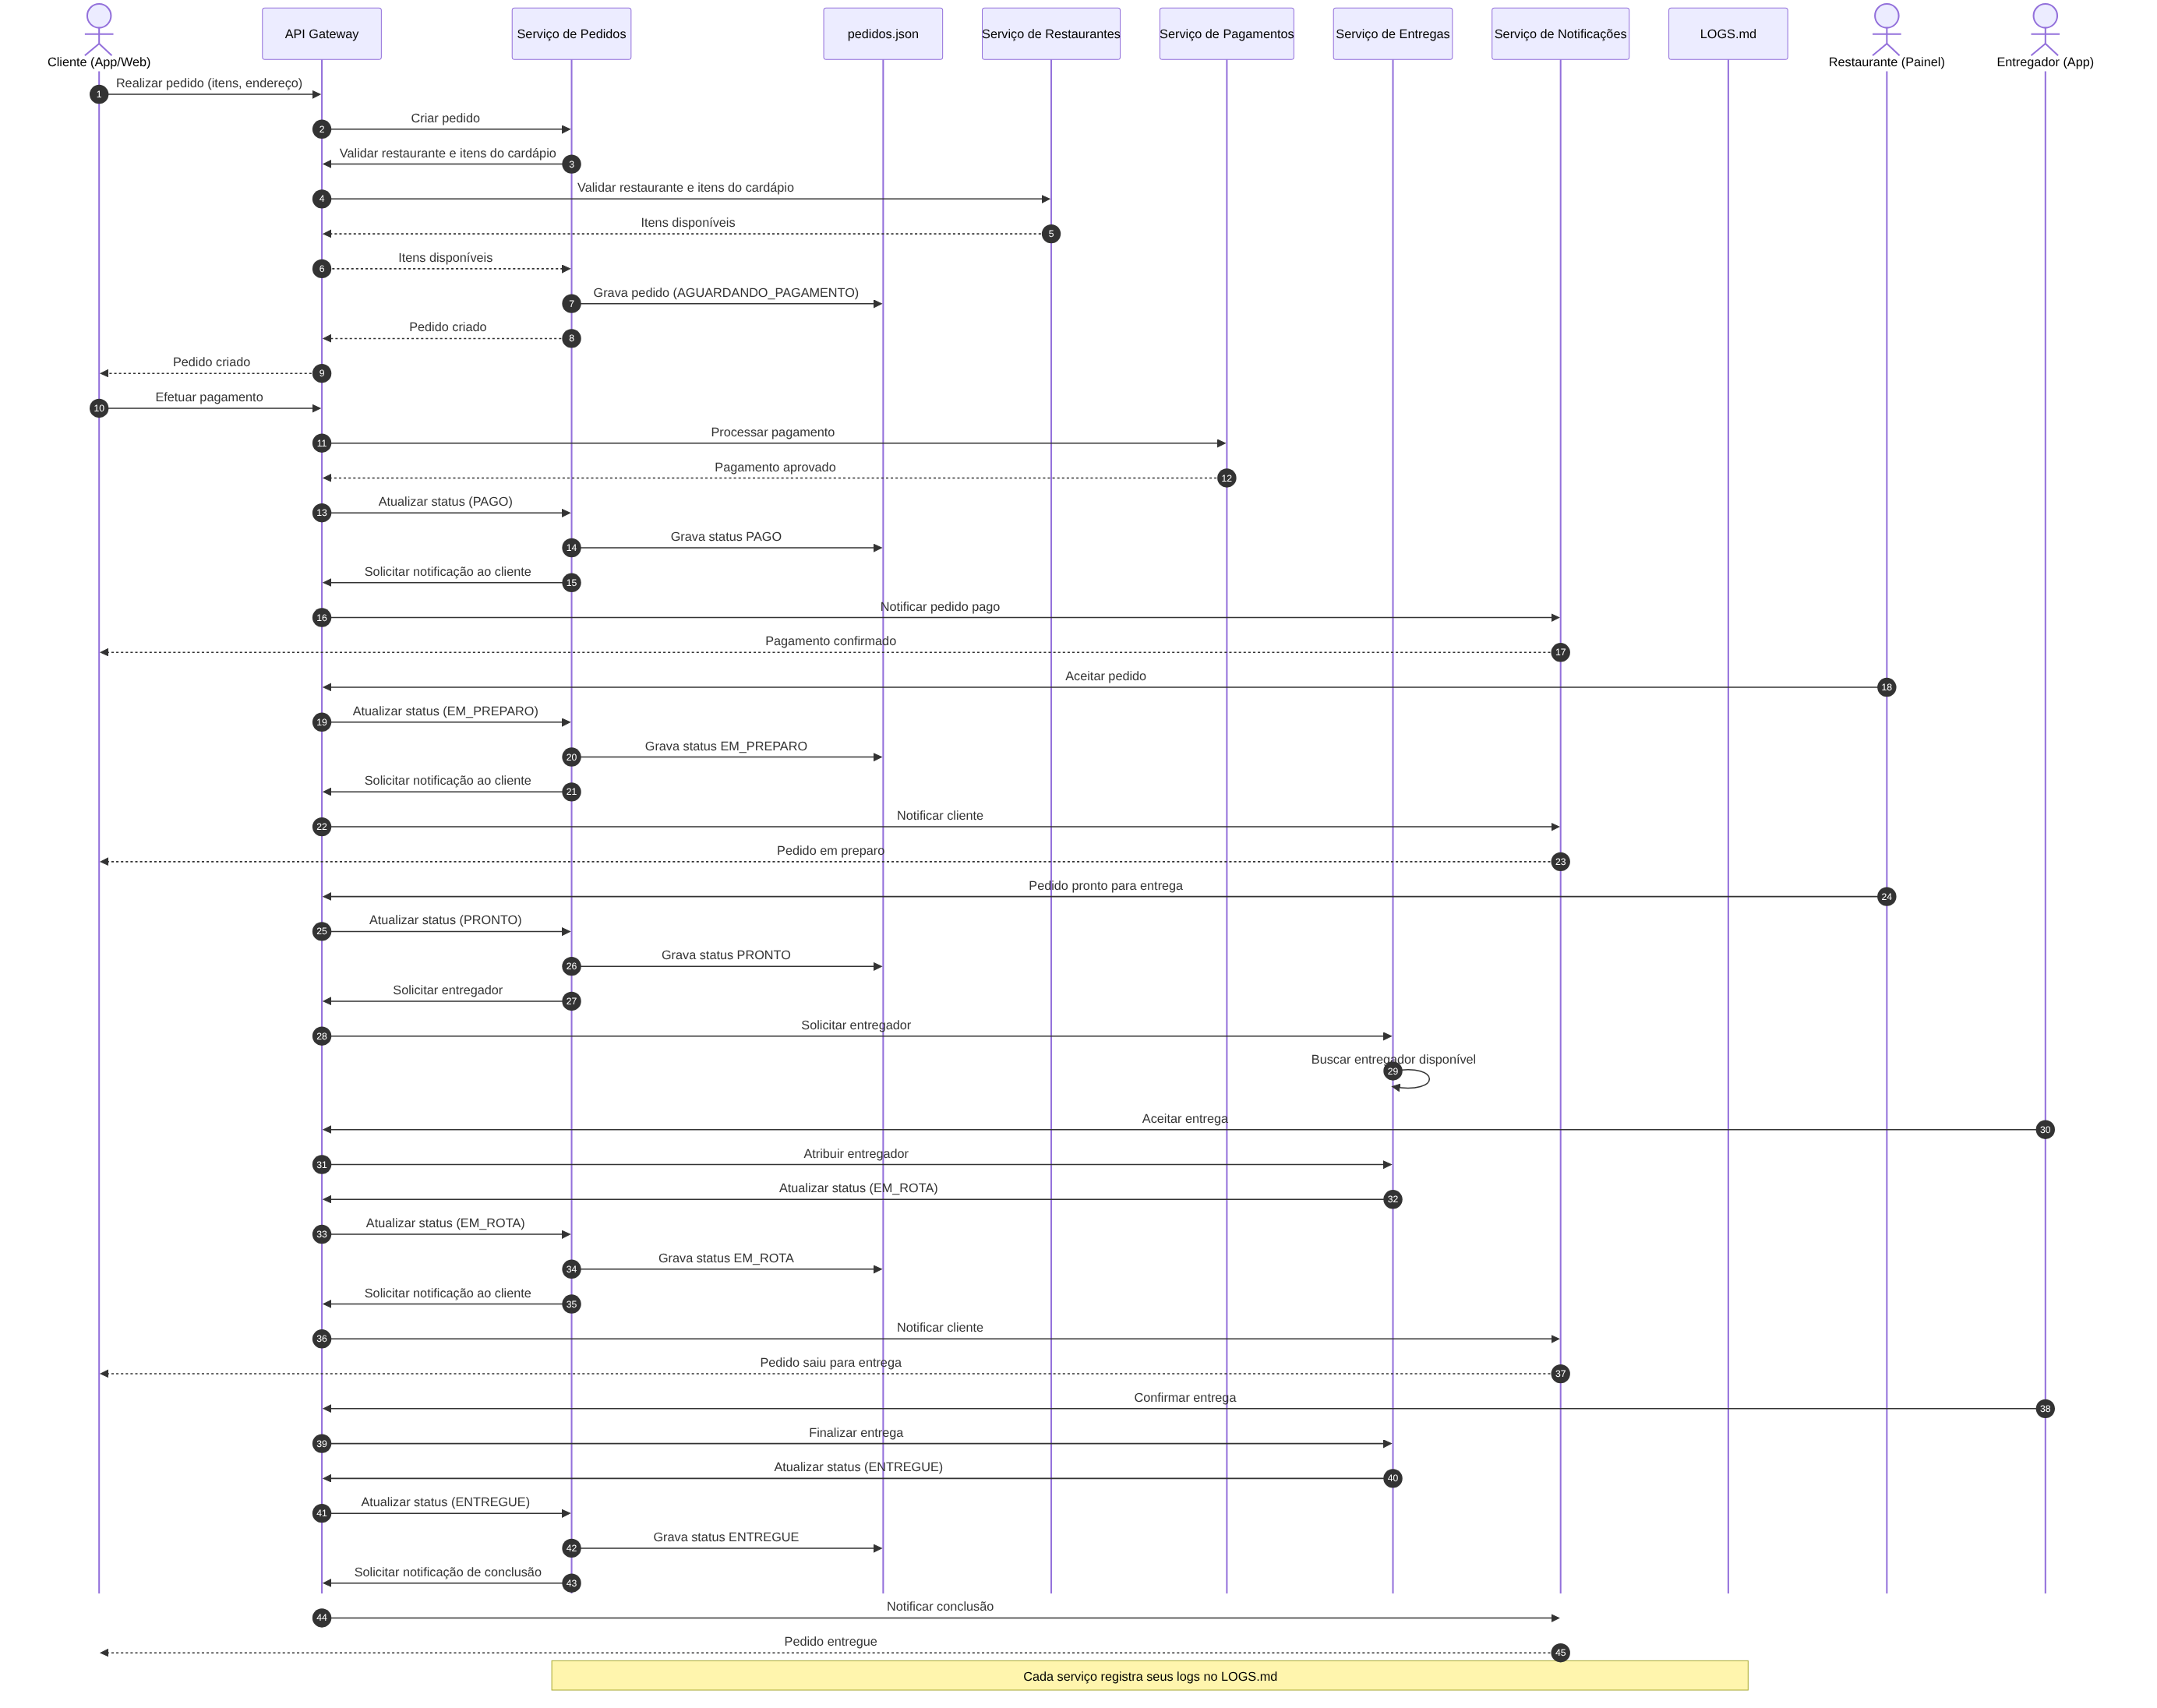 Cliente (App/Web)
API Gateway
Serviço de Pedidos
pedidos.json
Serviço de Restaurantes
Serviço de Pagamentos
Serviço de Entregas
Serviço de Notificações
LOGS.md
Restaurante (Painel)
Entregador (App)
1 Realizar pedido (itens, endereço)
2 Criar pedido
Validar restaurante e itens do cardápio 3
4 Validar restaurante e itens do cardápio
Itens disponíveis 5
6 Itens disponíveis
7 Grava pedido (AGUARDANDO_PAGAMENTO)
Pedido criado 8
Pedido criado 9
10 Efetuar pagamento
11 Processar pagamento
Pagamento aprovado 12
13 Atualizar status (PAGO)
14 Grava status PAGO
Solicitar notificação ao cliente 15
16 Notificar pedido pago
Pagamento confirmado 17
Aceitar pedido 18
19 Atualizar status (EM_PREPARO)
20 Grava status EM_PREPARO
Solicitar notificação ao cliente 21
22 Notificar cliente
Pedido em preparo 23
Pedido pronto para entrega 24
25 Atualizar status (PRONTO)
26 Grava status PRONTO
Solicitar entregador 27
28 Solicitar entregador
Buscar entregador disponível
29
Aceitar entrega 30
31 Atribuir entregador
Atualizar status (EM_ROTA) 32
33 Atualizar status (EM_ROTA)
34 Grava status EM_ROTA
Solicitar notificação ao cliente 35
36 Notificar cliente
Pedido saiu para entrega 37
Confirmar entrega 38
39 Finalizar entrega
Atualizar status (ENTREGUE) 40
41 Atualizar status (ENTREGUE)
42 Grava status ENTREGUE
Solicitar notificação de conclusão 43
44 Notificar conclusão
Pedido entregue 45
Cada serviço registra seus logs no LOGS.md